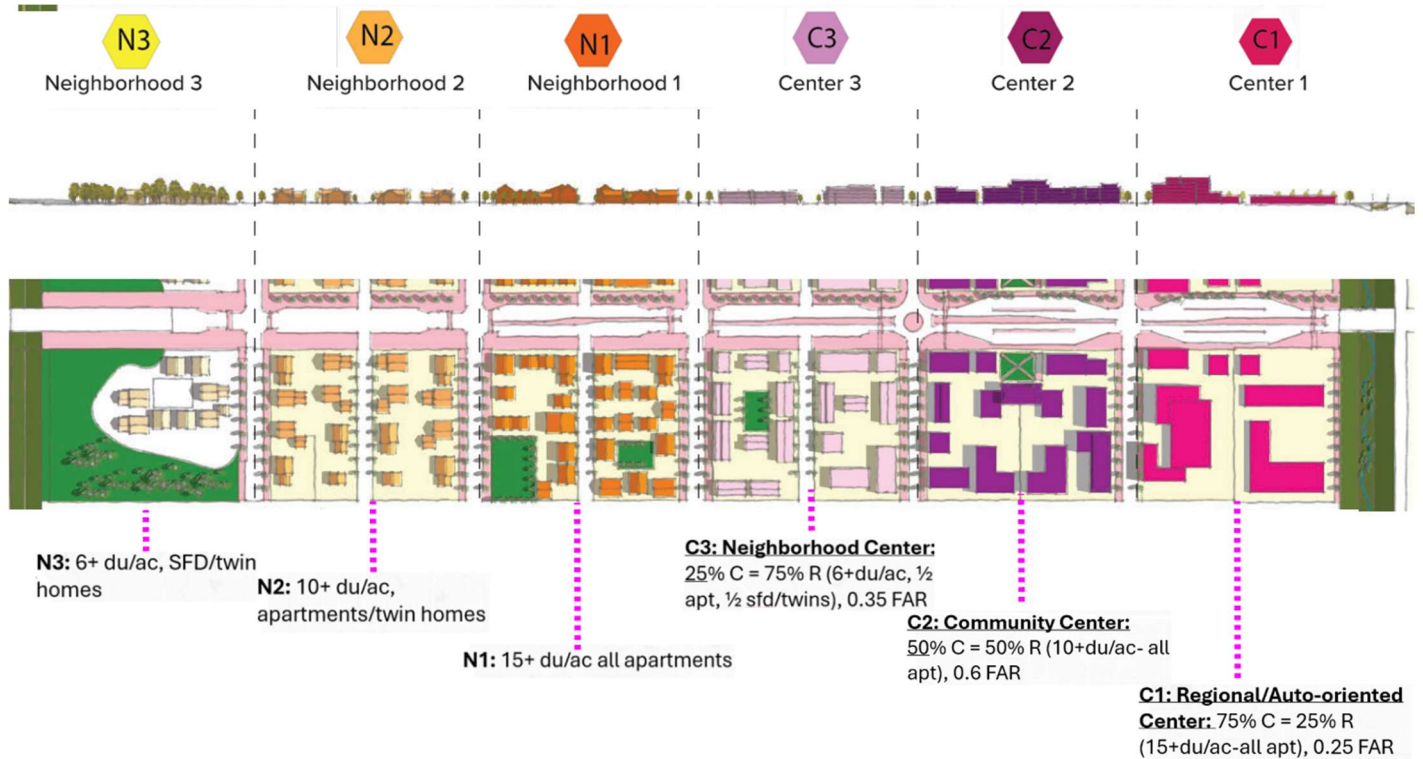 N3
N2
N1
C3
C2
C1
Neighborhood 3
Neighborhood 2
Neighborhood 1
Center 3
Center 2
Center 1
N3: 6+ du/ac, SFD/twin
homes
N2: 10+ du/ac,
apartments/twin homes
N1: 15+ du/ac all apartments
C3: Neighborhood Center:
25% C = 75% R (6+du/ac, ½
apt, ½ sfd/twins), 0.35 FAR
C2: Community Center:
50% C = 50% R (10+du/ac- all
apt), 0.6 FAR
C1: Regional/Auto-oriented
Center: 75% C = 25% R
(15+du/ac-all apt), 0.25 FAR